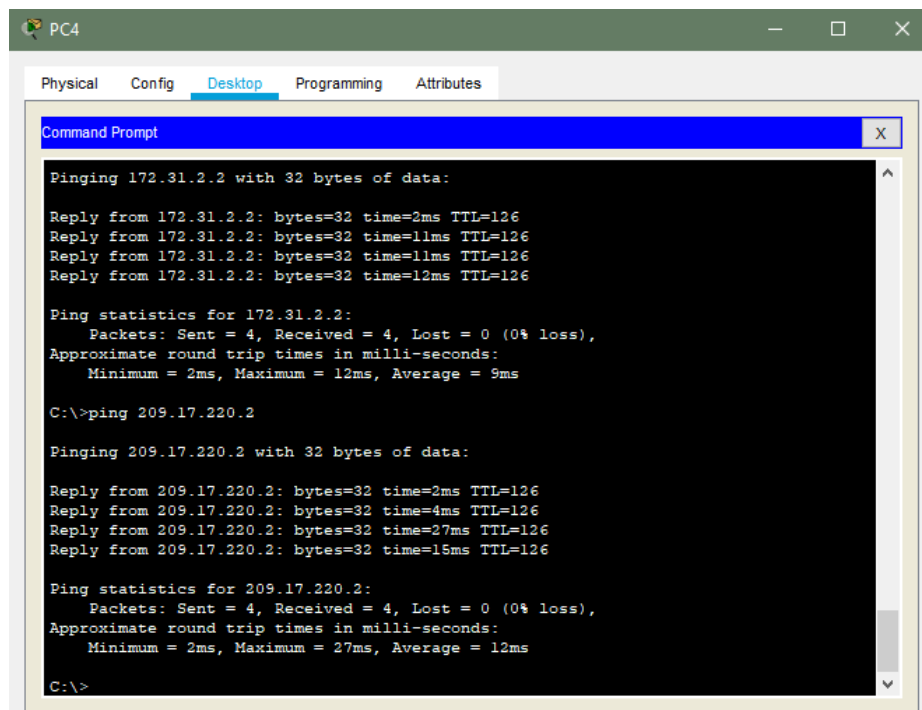 PC4
Physical Config Desktop Programming Attributes
Command Prompt X
Pinging 172.31.2.2 with 32 bytes of data:
Reply from 172.31.2.2: bytes=32 time=2ms TTL=126
Reply from 172.31.2.2: bytes=32 time=11ms TTL=126
Reply from 172.31.2.2: bytes=32 time=11ms TTL=126
Reply from 172.31.2.2: bytes=32 time=12ms TTL=126
Ping statistics for 172.31.2.2:
Packets: Sent = 4, Received = 4, Lost = 0 (0% loss),
Approximate round trip times in milli-seconds:
Minimum = 2ms, Maximum = 12ms, Average = 9ms
C:\>ping 209.17.220.2
Pinging 209.17.220.2 with 32 bytes of data:
Reply from 209.17.220.2: bytes=32 time=2ms TTL=126
Reply from 209.17.220.2: bytes=32 time=4ms TTL=126
Reply from 209.17.220.2: bytes=32 time=27ms TTL=126
Reply from 209.17.220.2: bytes=32 time=15ms TTL=126
Ping statistics for 209.17.220.2:
Packets: Sent = 4, Received = 4, Lost = 0 (0% loss),
Approximate round trip times in milli-seconds:
Minimum = 2ms, Maximum = 27ms, Average = 12ms
C:\>